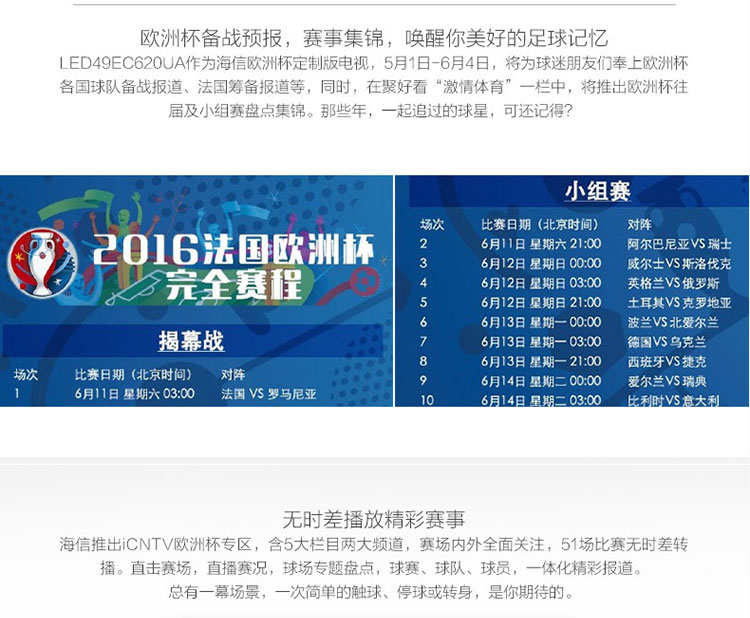 欧洲杯备战预报，赛事集锦，唤醒你美好的足球记忆
LED49EC620UA作为海信欧洲杯定制版电视，5月1日-6月4日，将为球迷朋友们奉上欧洲杯
各国球队备战报道、法国筹备报道等，同时，在聚好看“激情体育”一栏中，将推出欧洲杯往
届及小组赛盘点集锦。那些年，一起追过的球星，可还记得？
2016法国欧洲杯
完全赛程
揭幕战
场次 比赛日期（北京时间） 对阵
1 6月11日 星期六 03:00 法国 VS 罗马尼亚
小组赛
场次 比赛日期（北京时间） 对阵
2 6月11日 星期六 21:00 阿尔巴尼亚VS瑞士
3 6月12日 星期日 00:00 威尔士VS斯洛伐克
4 6月12日 星期日 03:00 英格兰VS俄罗斯
5 6月12日 星期日 21:00 土耳其VS克罗地亚
6 6月13日 星期一 00:00 波兰VS北爱尔兰
7 6月13日 星期一 03:00 德国VS乌克兰
8 6月13日 星期一 21:00 西班牙VS捷克
9 6月14日 星期二 00:00 爱尔兰VS瑞典
10 6月14日 星期二 03:00 比利时VS意大利
无时差播放精彩赛事
海信推出iCNTV欧洲杯专区，含5大栏目两大频道，赛场内外全面关注，51场比赛无时差转
播。直击赛场，直播赛况，球场专题盘点，球赛、球队、球员，一体化精彩报道。
总有一幕场景，一次简单的触球、停球或转身，是你期待的。